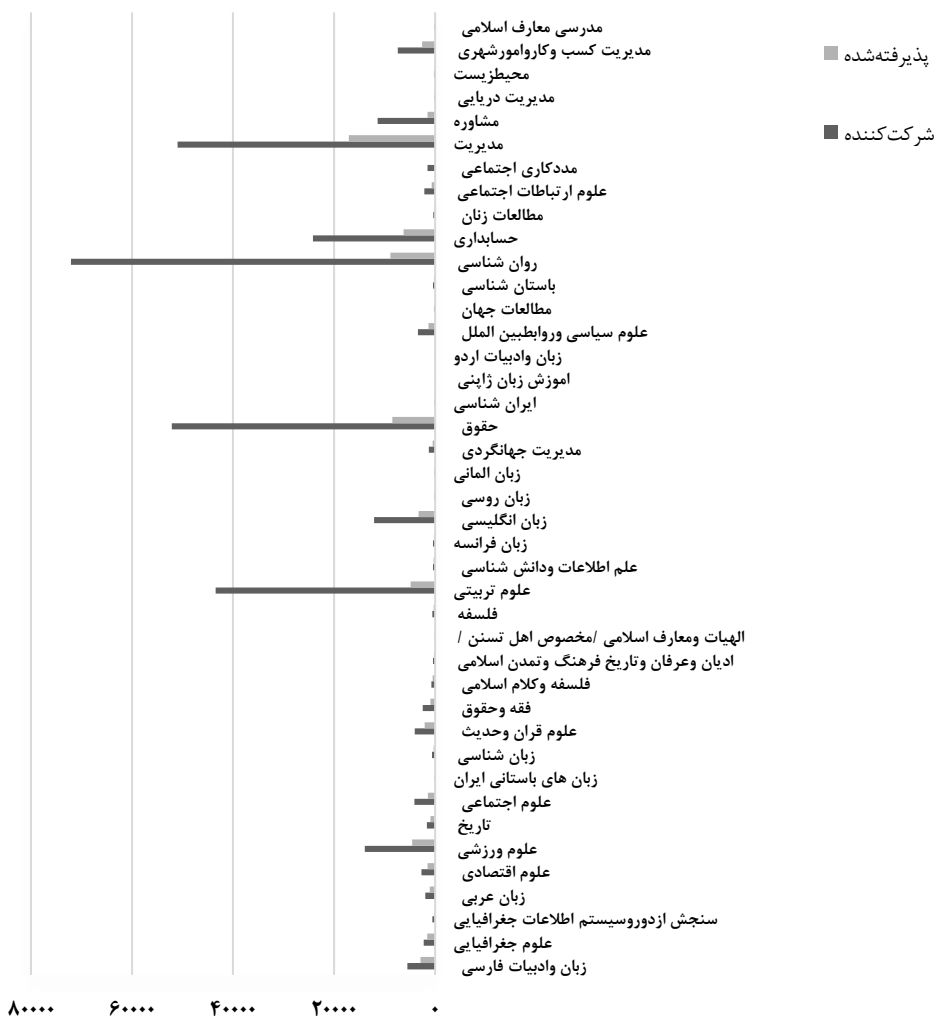 مدرسی معارف اسلامی
مدیریت کسب وکاروامورشهری
محیطزیست
مدیریت دریایی
مشاوره
مدیریت
مددکاری اجتماعی
علوم ارتباطات اجتماعی
مطالعات زنان
حسابداری
روان شناسی
باستان شناسی
مطالعات جهان
علوم سیاسی وروابطبین الملل
زبان وادبیات اردو
اموزش زبان ژاپنی
ایران شناسی
حقوق
مدیریت جهانگردی
زبان المانی
زبان روسی
زبان انگلیسی
زبان فرانسه
علم اطلاعات ودانش شناسی
علوم تربیتی
فلسفه
الهیات ومعارف اسلامی /مخصوص اهل تسنن /
ادیان وعرفان وتاریخ فرهنگ وتمدن اسلامی
فلسفه وکلام اسلامی
فقه وحقوق
علوم قران وحدیث
زبان شناسی
زبان های باستانی ایران
علوم اجتماعی
تاریخ
علوم ورزشی
علوم اقتصادی
زبان عربی
سنجش ازدوروسیستم اطلاعات جغرافیایی
علوم جغرافیایی
زبان وادبیات فارسی
پذیرفته‌شده
شرکت‌کننده
۸۰۰۰۰ ۶۰۰۰۰ ۴۰۰۰۰ ۲۰۰۰۰ ۰